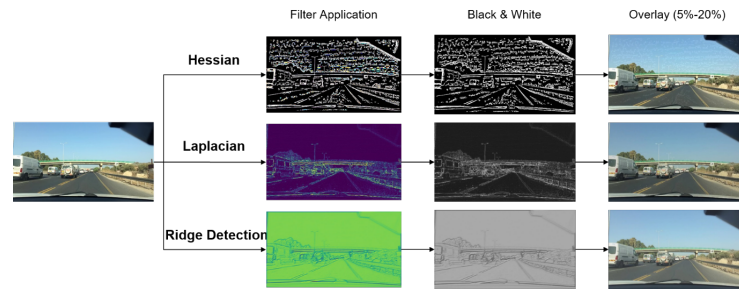 Filter Application
Black & White
Overlay (5%-20%)
Hessian
Laplacian
Ridge Detection